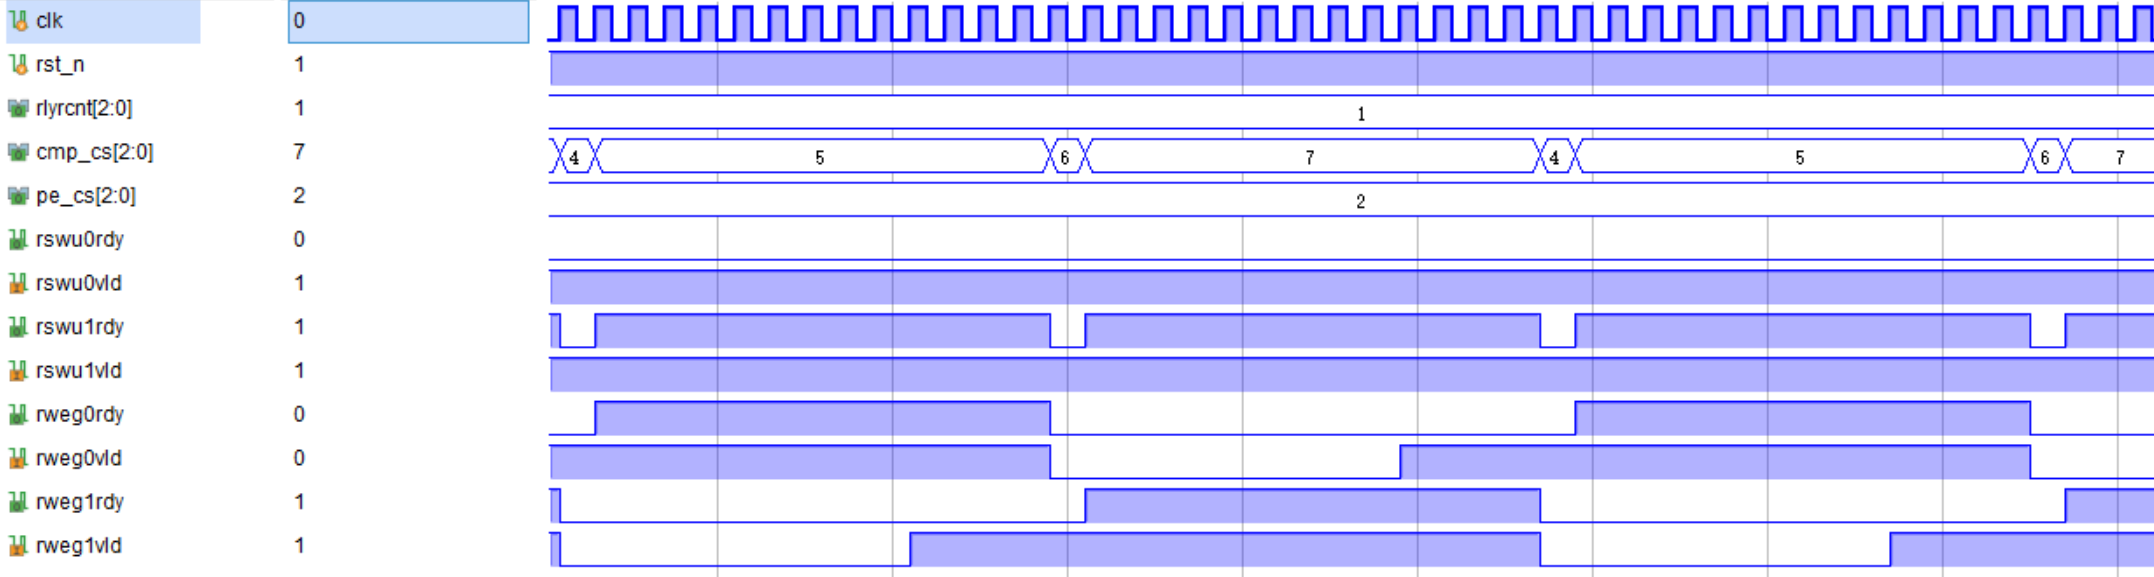 clk 0
rst_n 1
rlyrcnt[2:0] 1 1
cmp_cs[2:0] 7 4 5 6 7 4 5 6 7
pe_cs[2:0] 2 2
rswu0rdy 0
rswu0vld 1
rswu1rdy 1
rswu1vld 1
rweg0rdy 0
rweg0vld 0
rweg1rdy 1
rweg1vld 1